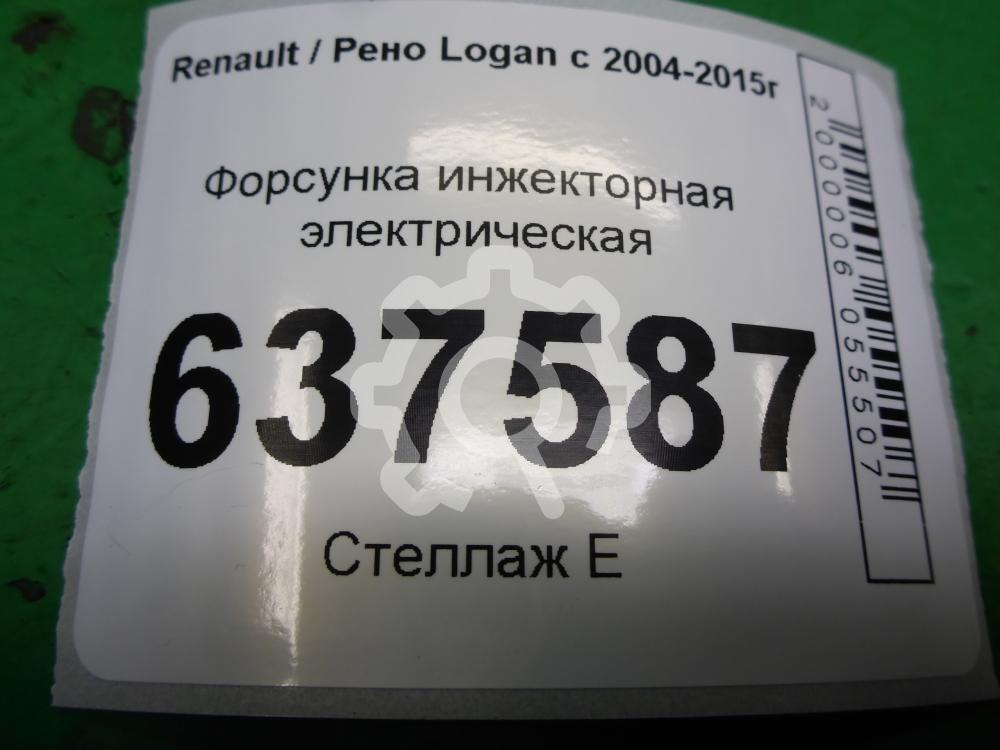 Renault / Рено Logan с 2004-2015г
Форсунка инжекторная
электрическая
637587
Стеллаж Е
2000006055507